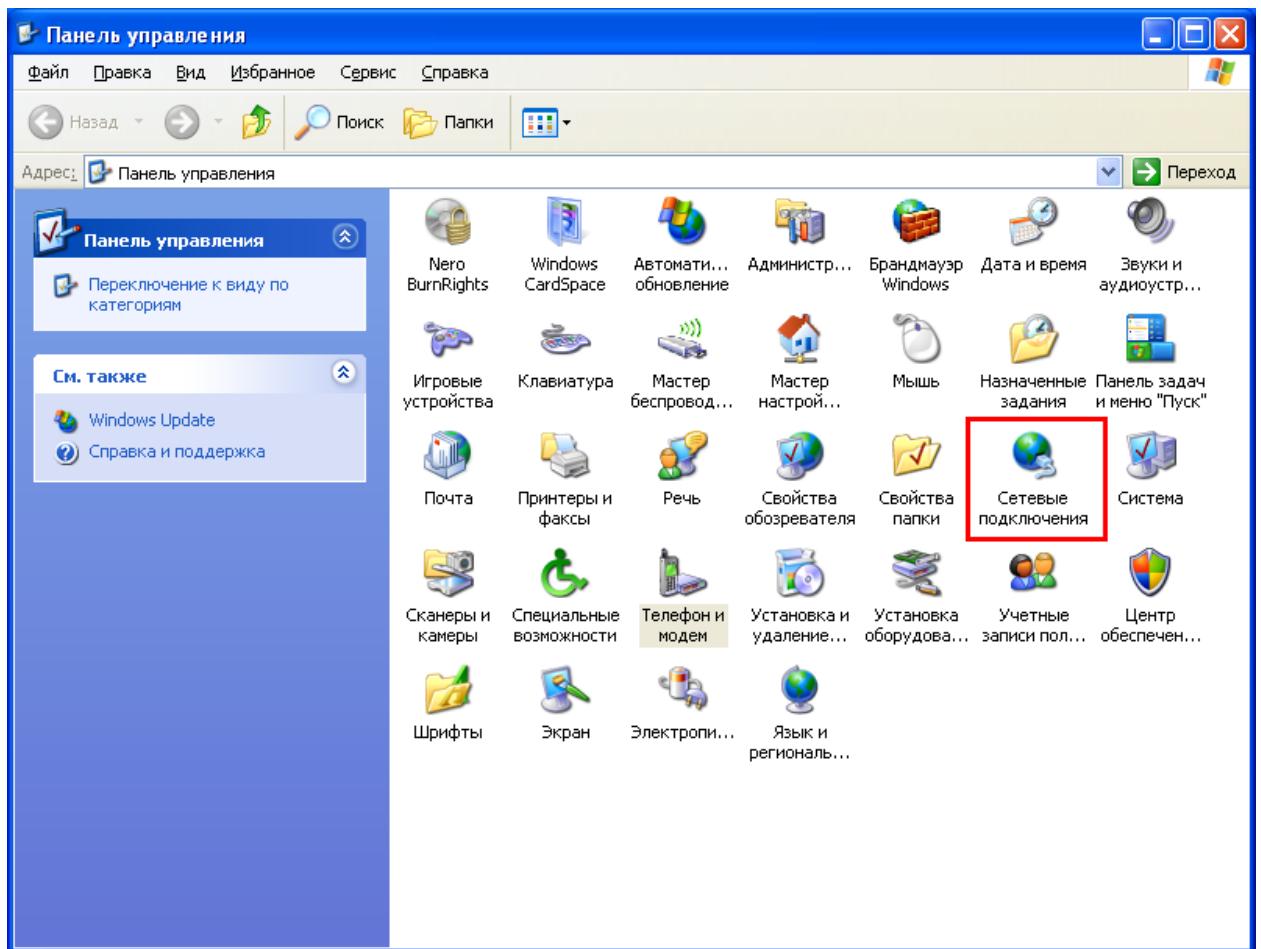 Панель управления
Файл Правка Вид Избранное Сервис Справка
Назад Поиск Папки
Адрес: Панель управления Переход
Панель управления
Переключение к виду по
категориям
См. также
Windows Update
Справка и поддержка
Nero
BurnRights
Windows
CardSpace
Автомати...
обновление
Администр...
Брандмауэр
Windows
Дата и время
Звуки и
аудиоустр...
Игровые
устройства
Клавиатура
Мастер
беспровод...
Мастер
настрой...
Мышь
Назначенные
задания
Панель задач
и меню "Пуск"
Почта
Принтеры и
факсы
Речь
Свойства
обозревателя
Свойства
папки
Сетевые
подключения
Система
Сканеры и
камеры
Специальные
возможности
Телефон и
модем
Установка и
удаление...
Установка
оборудова...
Учетные
записи пол...
Центр
обеспечен...
Шрифты
Экран
Электропи...
Язык и
региональ...